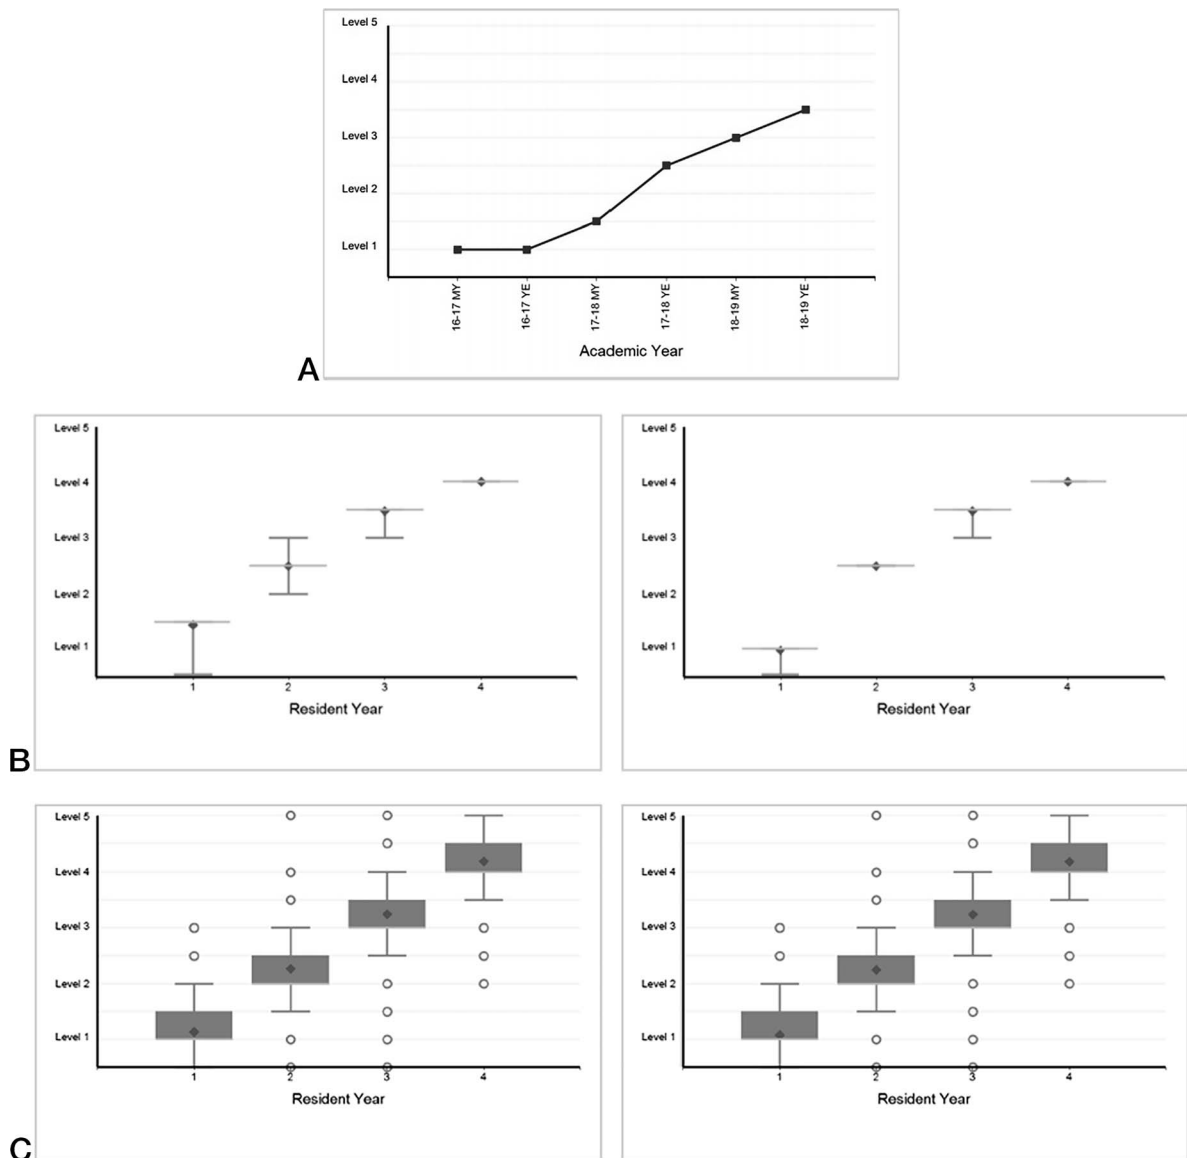 Level 5
Level 4
Level 3
Level 2
Level 1
16-17 MY
16-17 YE
17-18 MY
17-18 YE
18-19 MY
18-19 YE
Academic Year
A
Level 5
Level 4
Level 3
Level 2
Level 1
1 2 3 4
Resident Year
Level 5
Level 4
Level 3
Level 2
Level 1
1 2 3 4
Resident Year
B
Level 5
Level 4
Level 3
Level 2
Level 1
1 2 3 4
Resident Year
Level 5
Level 4
Level 3
Level 2
Level 1
1 2 3 4
Resident Year
C